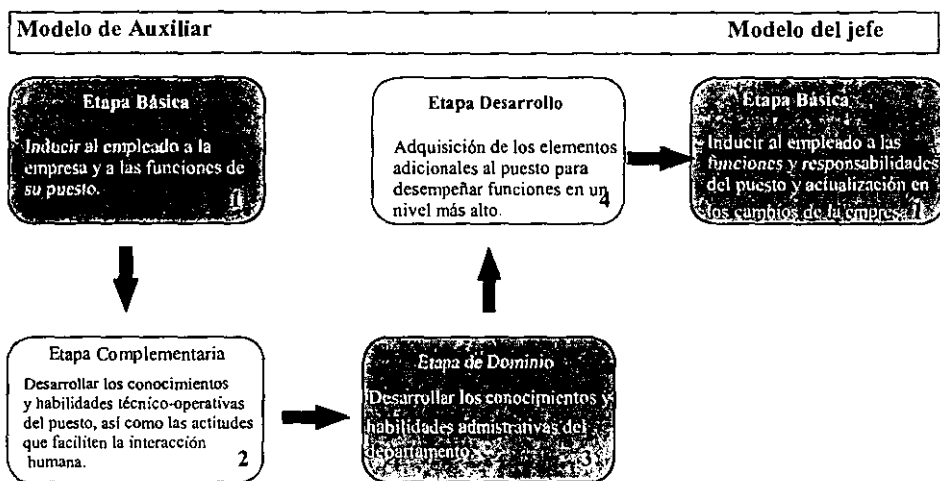 Modelo de Auxiliar
Modelo del jefe
Etapa Básica
Inducir al empleado a la
empresa y a las funciones de
su puesto.
1
Etapa Complementaria
Desarrollar los conocimientos
y habilidades técnico-operativas
del puesto, así como las actitudes
que faciliten la interacción
humana.
2
Etapa de Dominio
Desarrollar los conocimientos y
habilidades admistrativas del
departamento.
3
Etapa Desarrollo
Adquisición de los elementos
adicionales al puesto para
desempeñar funciones en un
nivel más alto.
4
Etapa Básica
Inducir al empleado a las
funciones y responsabilidades
del puesto y actualización en
los cambios de la empresa
1